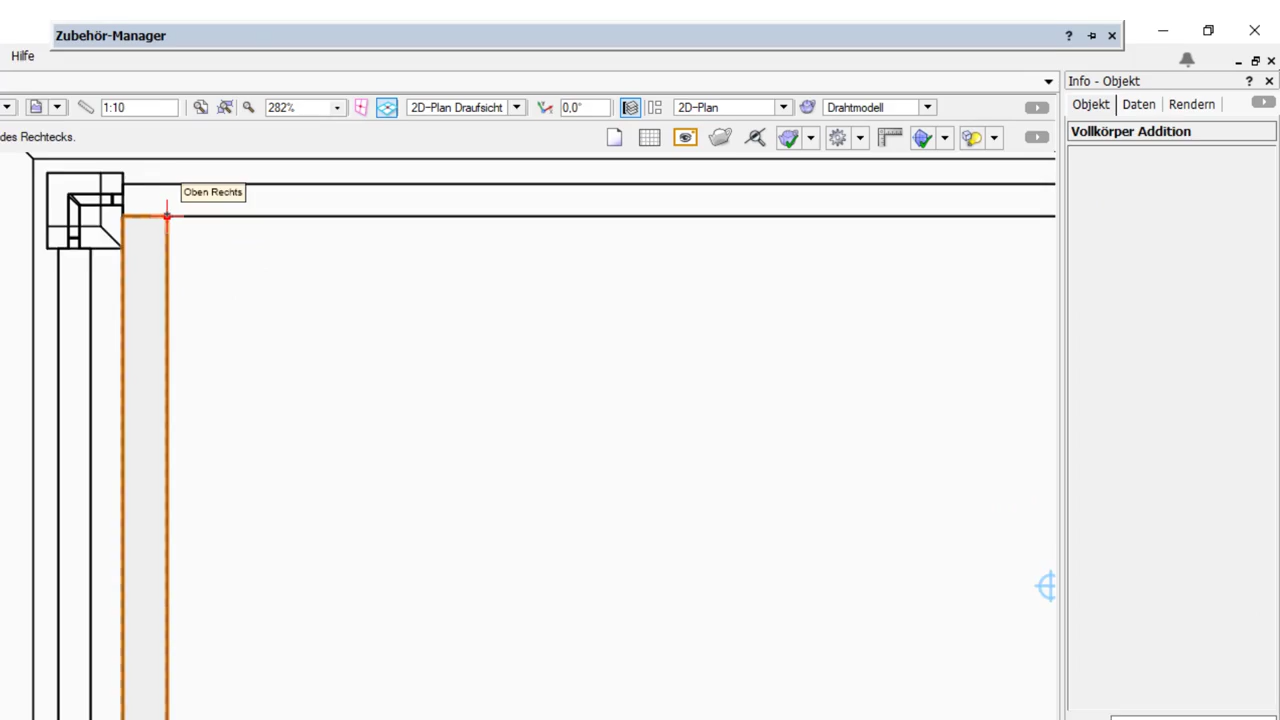 Zubehör-Manager
?
Hilfe
1:10
282%
2D-Plan Draufsicht
0,0°
2D-Plan
Drahtmodell
des Rechtecks.
Info - Objekt
?
Objekt
Daten
Rendern
Vollkörper Addition
Oben Rechts